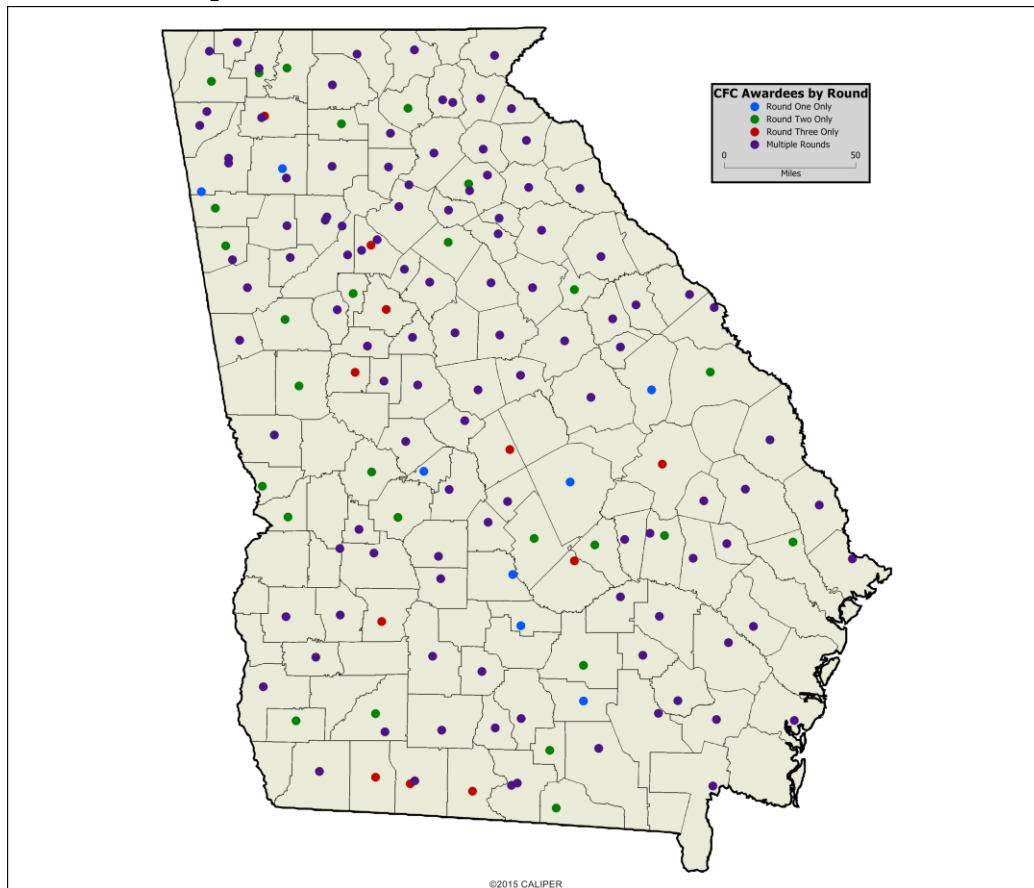 CFC Awardees by Round
Round One Only
Round Two Only
Round Three Only
Multiple Rounds
0 50
Miles
©2015 CALIPER